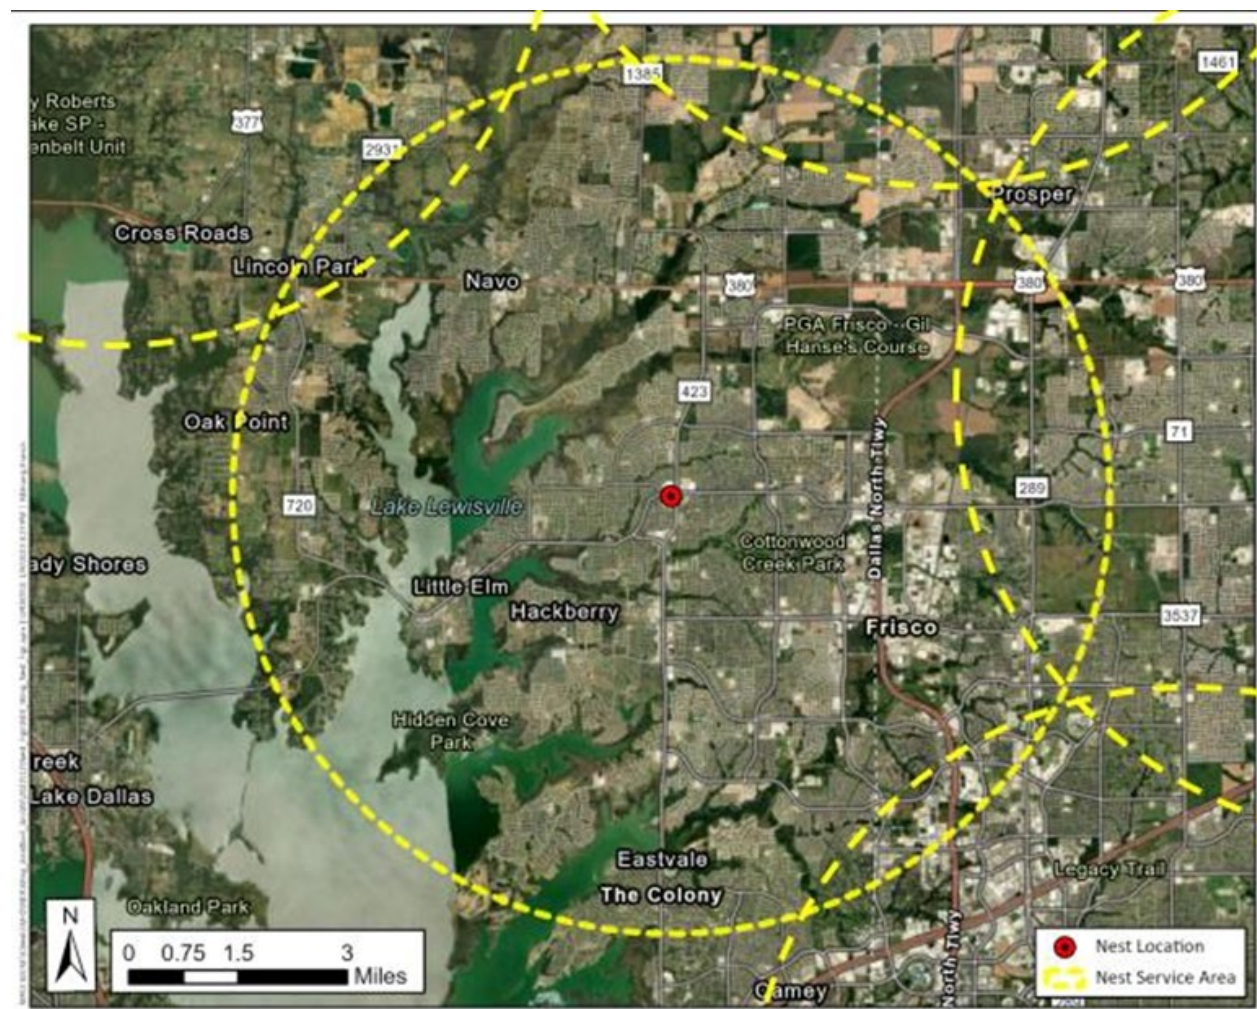 1385
1461
y Roberts
ake SP -
enbelt Unit
377
2931
Prosper
Cross Roads
Lincoln Park
Navo
380
380
380
PGA Frisco - Gil
Hanse's Course
423
Oak Point
71
Dallas North Tlwy
289
720
Lake Lewisville
Cottonwood
Creek Park
ady Shores
Little Elm
Hackberry
3537
Frisco
Hidden Cove
Park
reek
Lake Dallas
Eastvale
The Colony
Legacy Trail
Oakland Park
N
0 0.75 1.5 3
Miles
North Tlwy
Camey
Nest Location
Nest Service Area